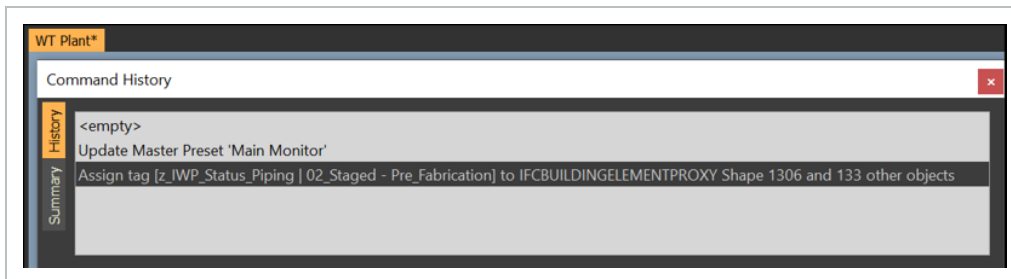 WT Plant*
Command History
History
Summary
<empty>
Update Master Preset 'Main Monitor'
Assign tag [z_IWP_Status_Piping | 02_Staged - Pre_Fabrication] to IFCBUILDINGELEMENTPROXY Shape 1306 and 133 other objects